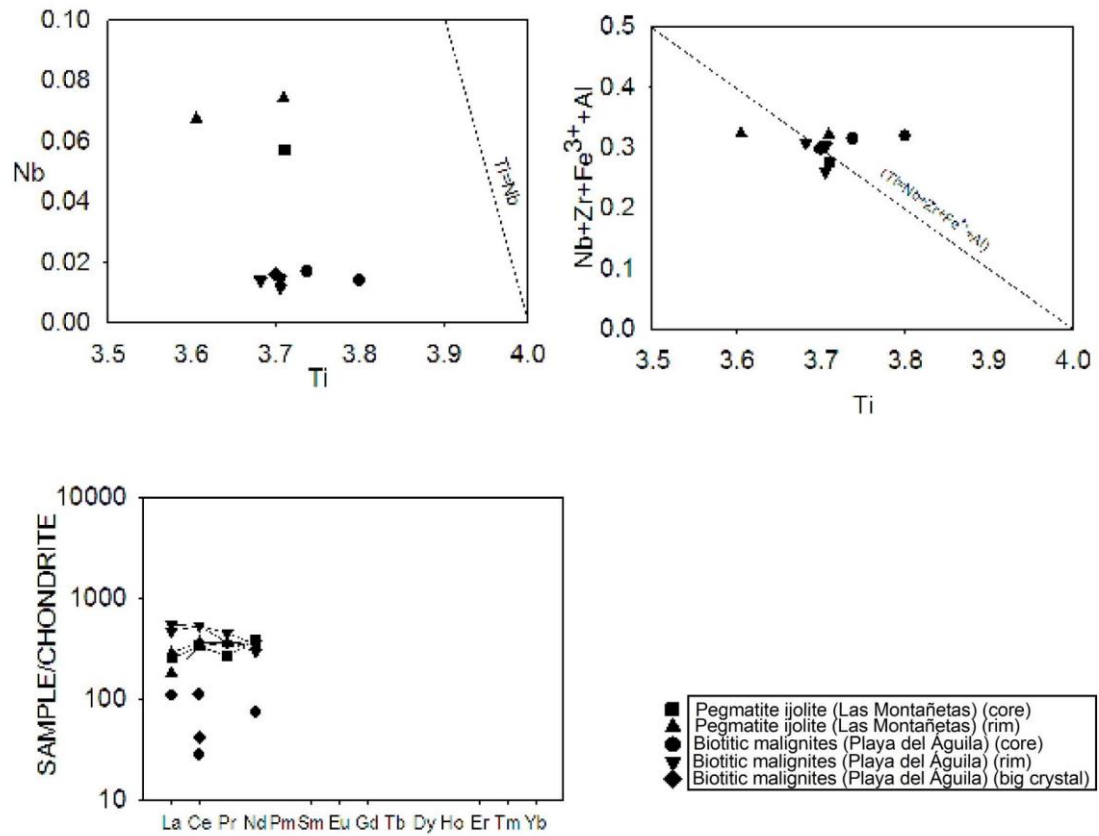 0.10
0.08
0.06
0.04
0.02
0.00
Nb
3.5 3.6 3.7 3.8 3.9 4.0
Ti
Ti=Nb
0.5
0.4
0.3
0.2
0.1
0.0
Nb+Zr+Fe3++Al
3.5 3.6 3.7 3.8 3.9 4.0
Ti
10000
1000
100
10
SAMPLE/CHONDRITE
La Ce Pr Nd Pm Sm Eu Gd Tb Dy Ho Er Tm Yb
Pegmatite ijolite (Las Montañetas) (core)
Pegmatite ijolite (Las Montañetas) (rim)
Biotitic malignites (Playa del Águila) (core)
Biotitic malignites (Playa del Águila) (rim)
Biotitic malignites (Playa del Águila) (big crystal)